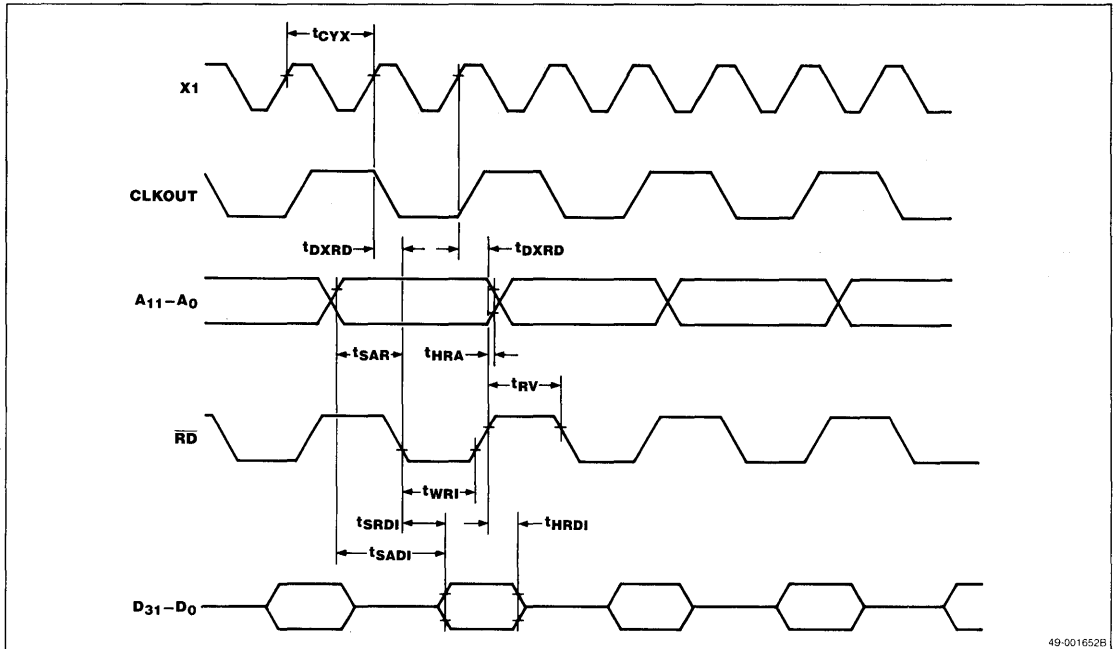 tCYX
X1
CLKOUT
tDXRD tDXRD
A11–A0
tSAR tHRA
tRV
RD
tWRI
tSRDI tHRDI
tSADI
D31–D0
49-001652B